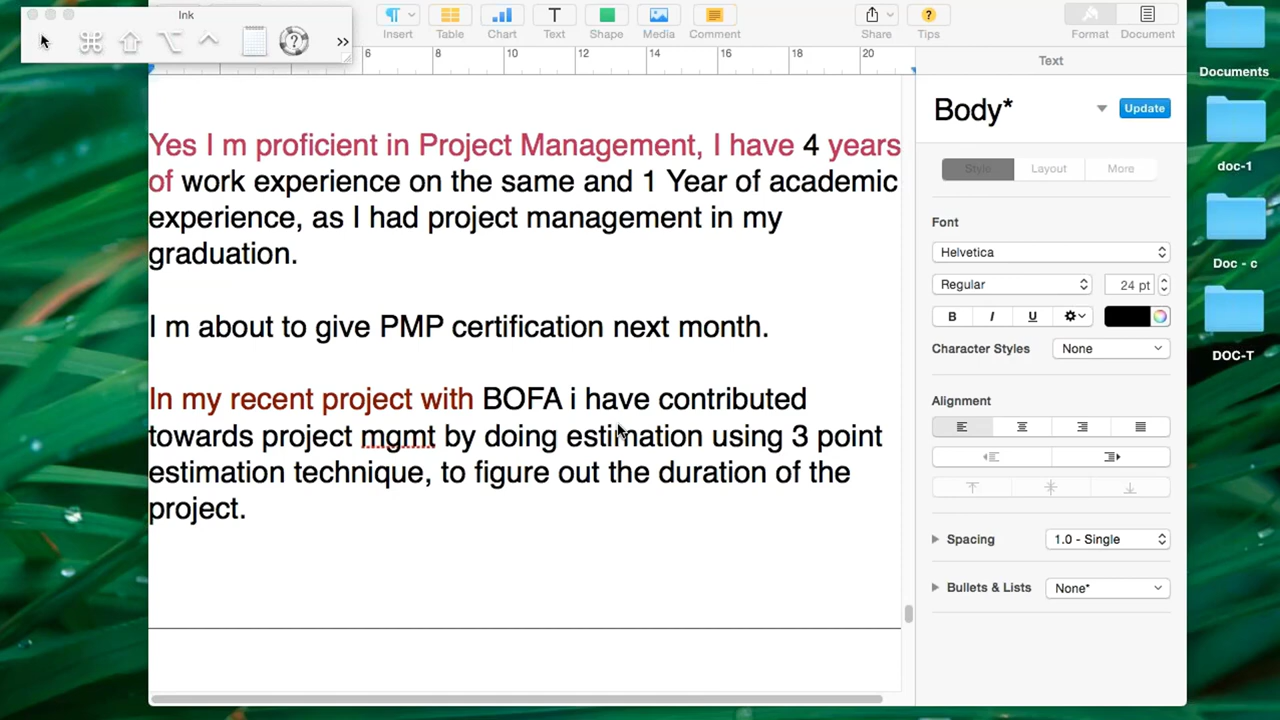 Ink
Insert Table Chart Text Shape Media Comment Share Tips Format Document
6 8 10 12 14 16 18 20
Text
Body* Update
Style Layout More
Font
Helvetica
Regular 24 pt
B I U
Character Styles None
Alignment
Spacing 1.0 - Single
Bullets & Lists None*
Yes I m proficient in Project Management, I have 4 years
of work experience on the same and 1 Year of academic
experience, as I had project management in my
graduation.
I m about to give PMP certification next month.
In my recent project with BOFA i have contributed
towards project mgmt by doing estimation using 3 point
estimation technique, to figure out the duration of the
project.
Documents
doc-1
Doc - c
DOC-T